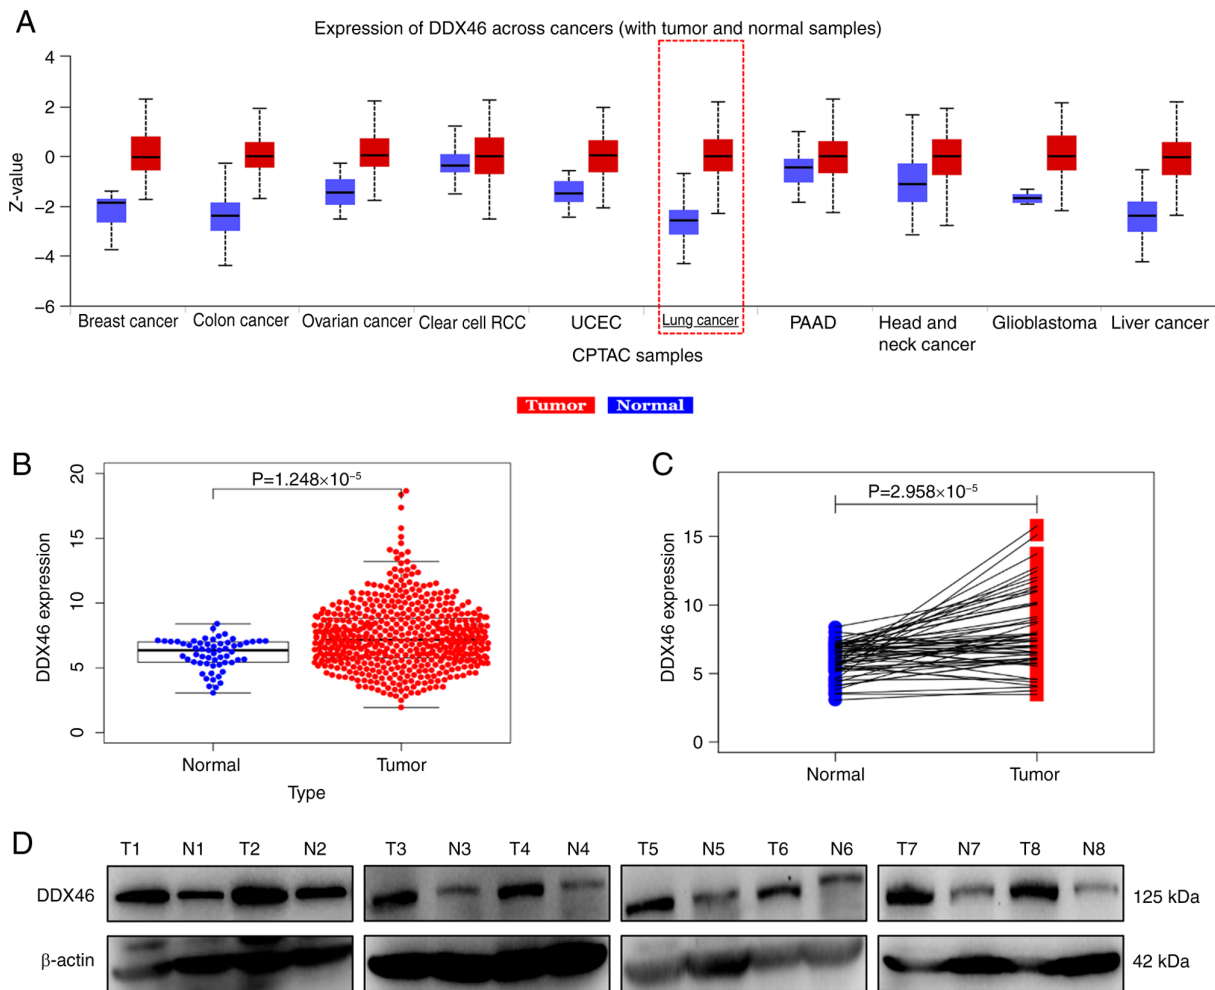 A
Expression of DDX46 across cancers (with tumor and normal samples)
Z-value
4
2
0
−2
−4
−6
Breast cancer
Colon cancer
Ovarian cancer
Clear cell RCC
UCEC
Lung cancer
PAAD
Head and
neck cancer
Glioblastoma
Liver cancer
CPTAC samples
Tumor
Normal
B
DDX46 expression
20
15
10
5
0
P=1.248×10⁻⁵
Normal
Tumor
Type
C
DDX46 expression
15
10
5
0
P=2.958×10⁻⁵
Normal
Tumor
D
T1 N1 T2 N2 T3 N3 T4 N4 T5 N5 T6 N6 T7 N7 T8 N8
DDX46
125 kDa
β-actin
42 kDa